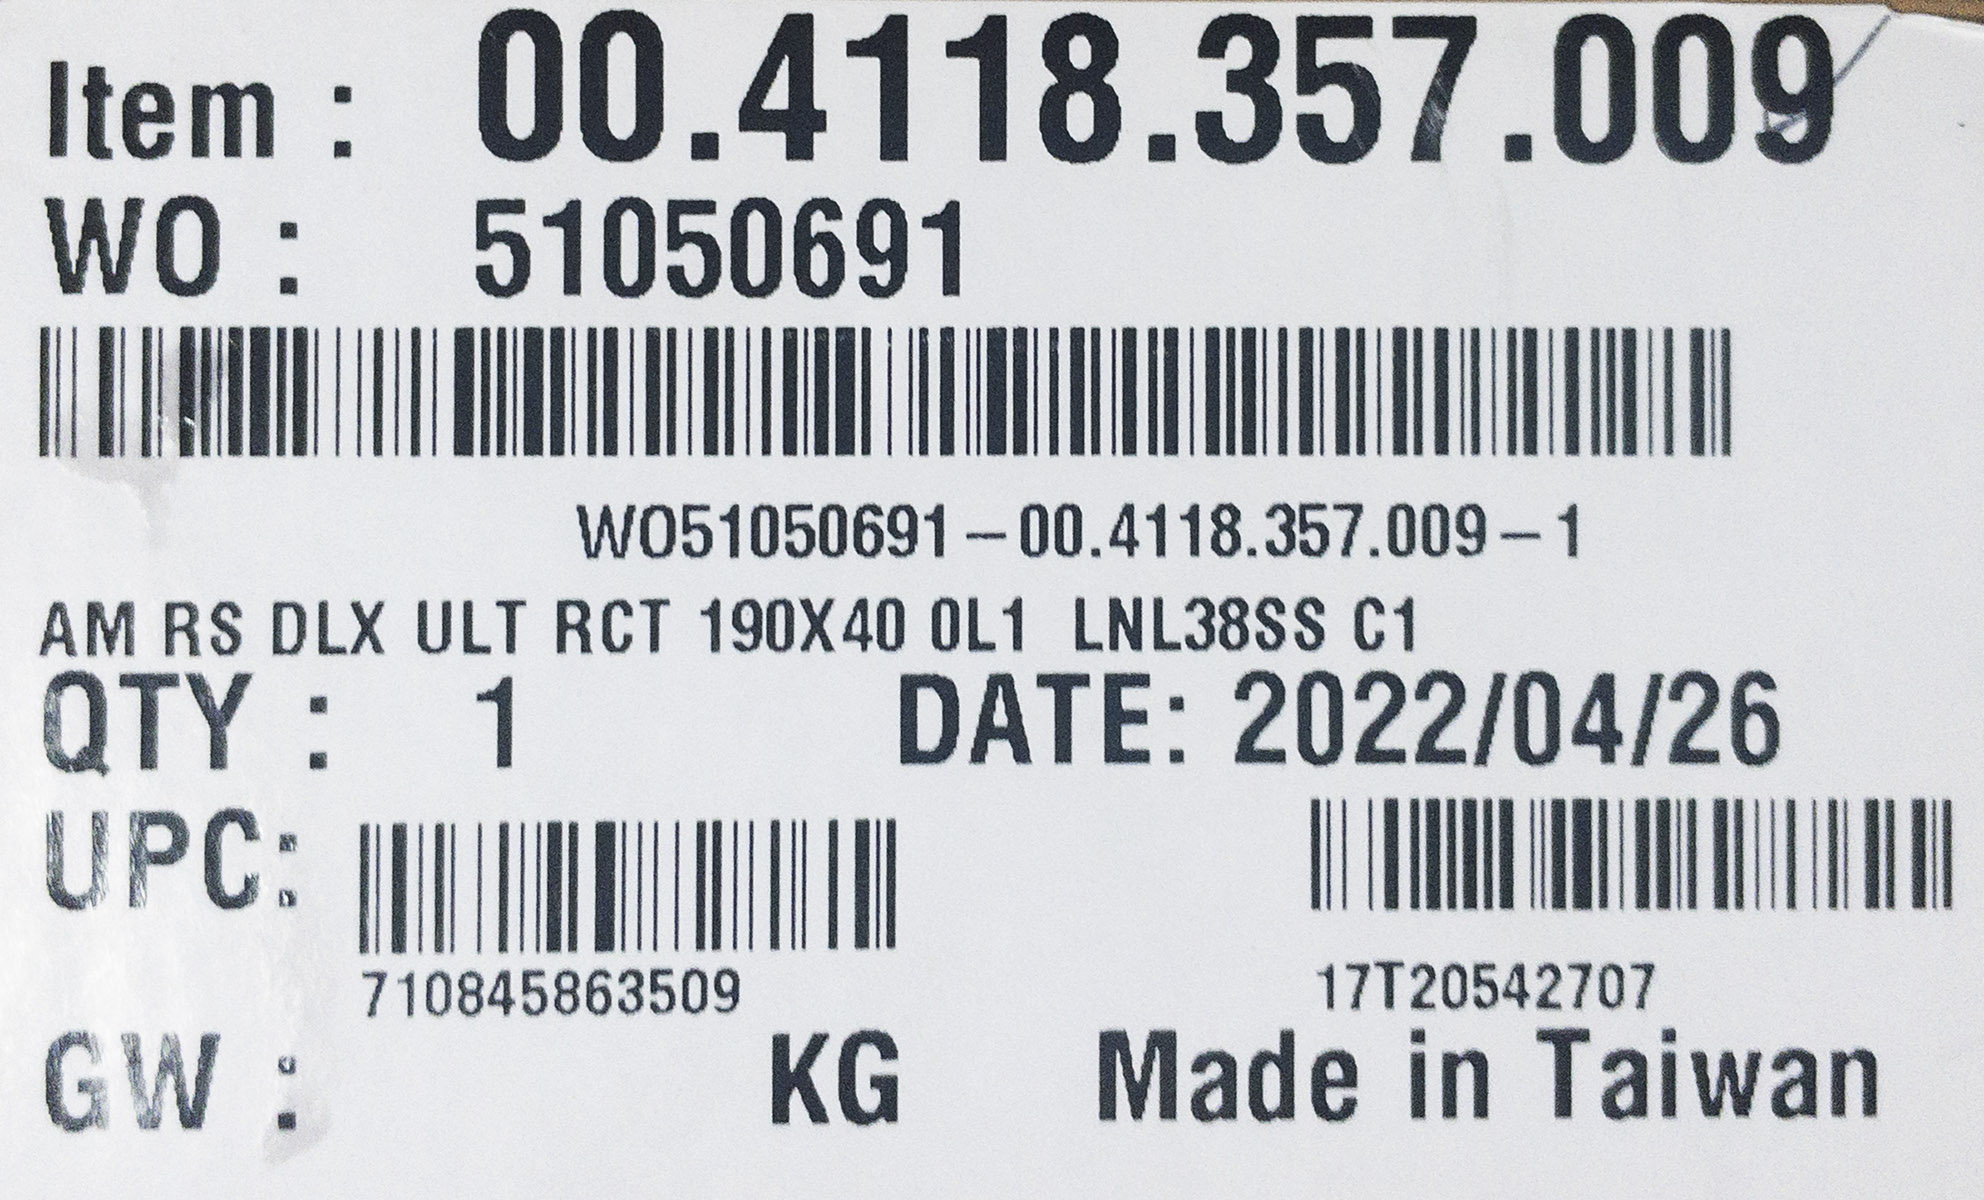 Item : 00.4118.357.009
WO : 51050691
WO51050691-00.4118.357.009-1
AM RS DLX ULT RCT 190X40 0L1 LNL38SS C1
QTY : 1 DATE: 2022/04/26
UPC:
710845863509 17T20542707
GW : KG Made in Taiwan